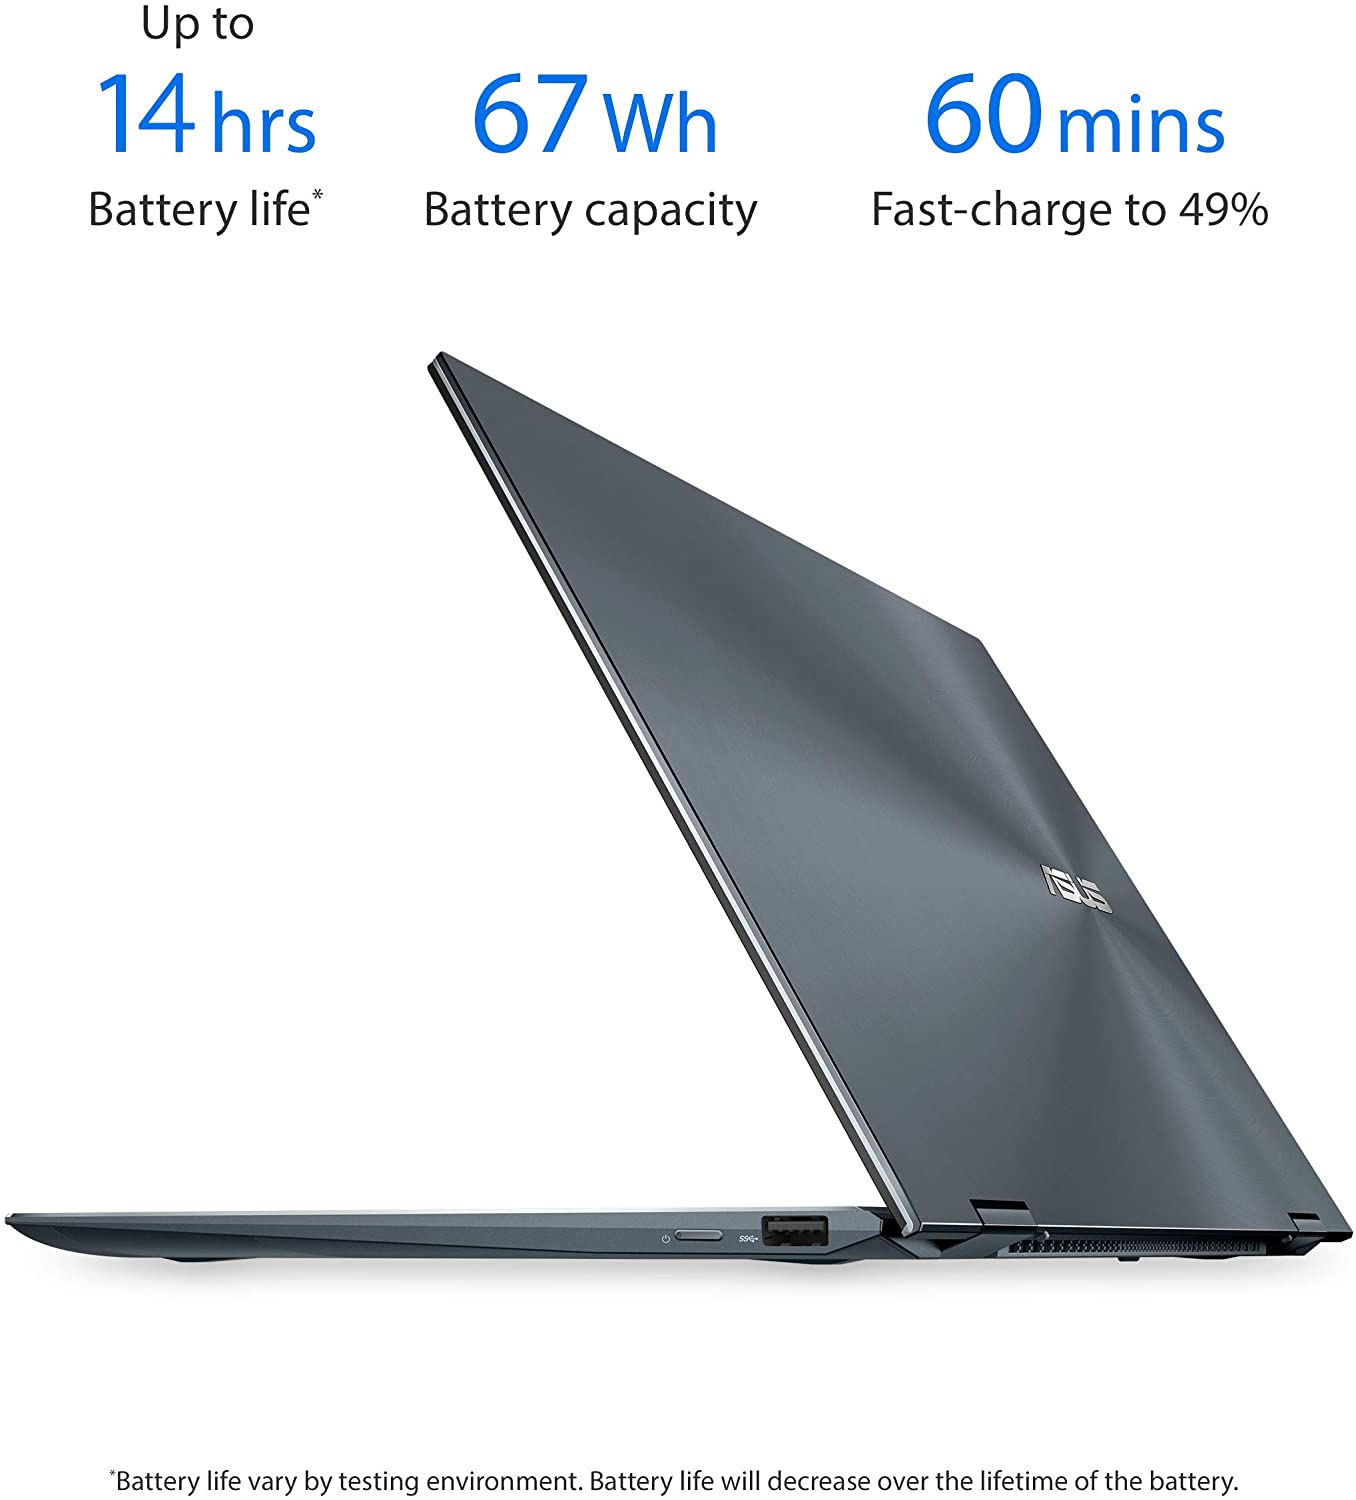 Up to
14 hrs 67 Wh 60 mins
Battery life* Battery capacity Fast-charge to 49%
ASUS
SS
*Battery life vary by testing environment. Battery life will decrease over the lifetime of the battery.